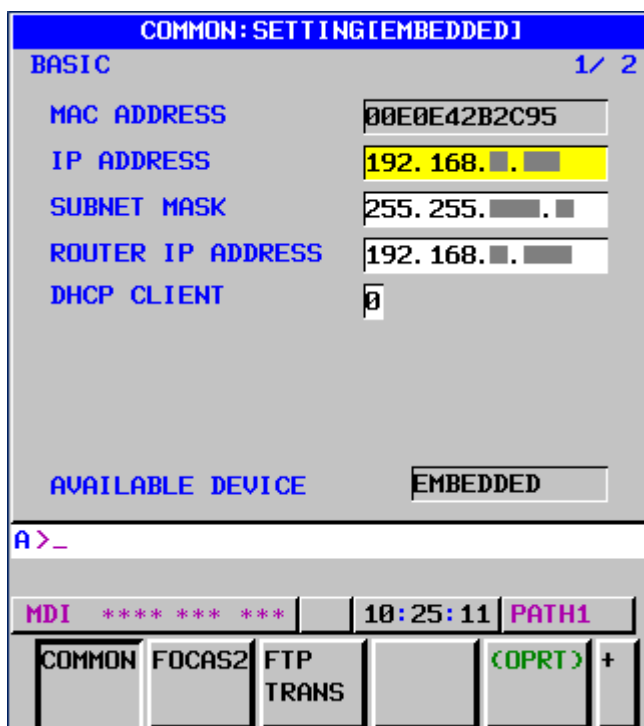 COMMON:SETTING[EMBEDDED]
BASIC 1/ 2
MAC ADDRESS 00E0E42B2C95
IP ADDRESS 192.168. .
SUBNET MASK 255.255. .
ROUTER IP ADDRESS 192.168. .
DHCP CLIENT 0
AVAILABLE DEVICE EMBEDDED
A>_
MDI **** *** *** 10:25:11 PATH1
COMMON FOCAS2 FTP TRANS (OPRT) +